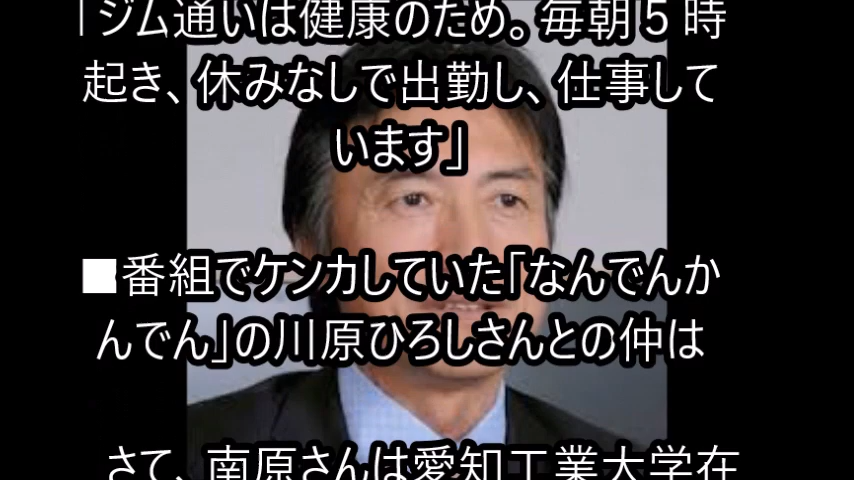 「ジム通いは健康のため。毎朝５時
起き、休みなしで出勤し、仕事して
います」
■番組でケンカしていた「なんでんか
んでん」の川原ひろしさんとの仲は
さて、南原さんは愛知工業大学在